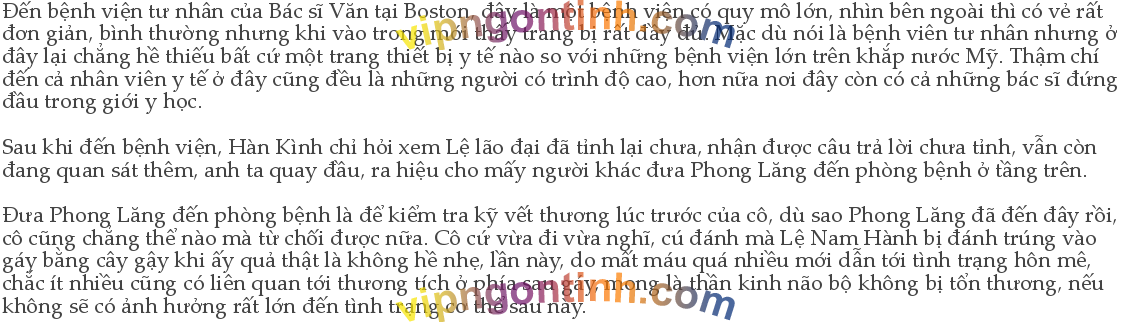 Đến bệnh viện tư nhân của Bác sĩ Văn tại Boston, đây là một bệnh viện có quy mô lớn, nhìn bên ngoài thì có vẻ rất
đơn giản, bình thường nhưng khi vào trong mới thấy trang bị rất đầy đủ. Mặc dù nói là bệnh viện tư nhân nhưng ở
đây lại chẳng hề thiếu bất cứ một trang thiết bị y tế nào so với những bệnh viện lớn trên khắp nước Mỹ. Thậm chí
đến cả nhân viên y tế ở đây cũng đều là những người có trình độ cao, hơn nữa nơi đây còn có cả những bác sĩ đứng
đầu trong giới y học.
Sau khi đến bệnh viện, Hàn Kình chỉ hỏi xem Lệ lão đại đã tỉnh lại chưa, nhận được câu trả lời chưa tỉnh, vẫn còn
đang quan sát thêm, anh ta quay đầu, ra hiệu cho mấy người khác đưa Phong Lăng đến phòng bệnh ở tầng trên.
Đưa Phong Lăng đến phòng bệnh là để kiểm tra kỹ vết thương lúc trước của cô, dù sao Phong Lăng đã đến đây rồi,
cô cũng chẳng thể nào mà từ chối được nữa. Cô cứ vừa đi vừa nghĩ, cú đánh mà Lệ Nam Hành bị đánh trúng vào
gáy bằng cây gậy khi ấy quả thật là không hề nhẹ, lần này, do mất máu quá nhiều mới dẫn tới tình trạng hôn mê,
chắc ít nhiều cũng có liên quan tới thương tích ở phía sau gáy, mong là thần kinh não bộ không bị tổn thương, nếu
không sẽ có ảnh hưởng rất lớn đến tình trạng cơ thể sau này.
vipngontinh.com
vipngontinh.com